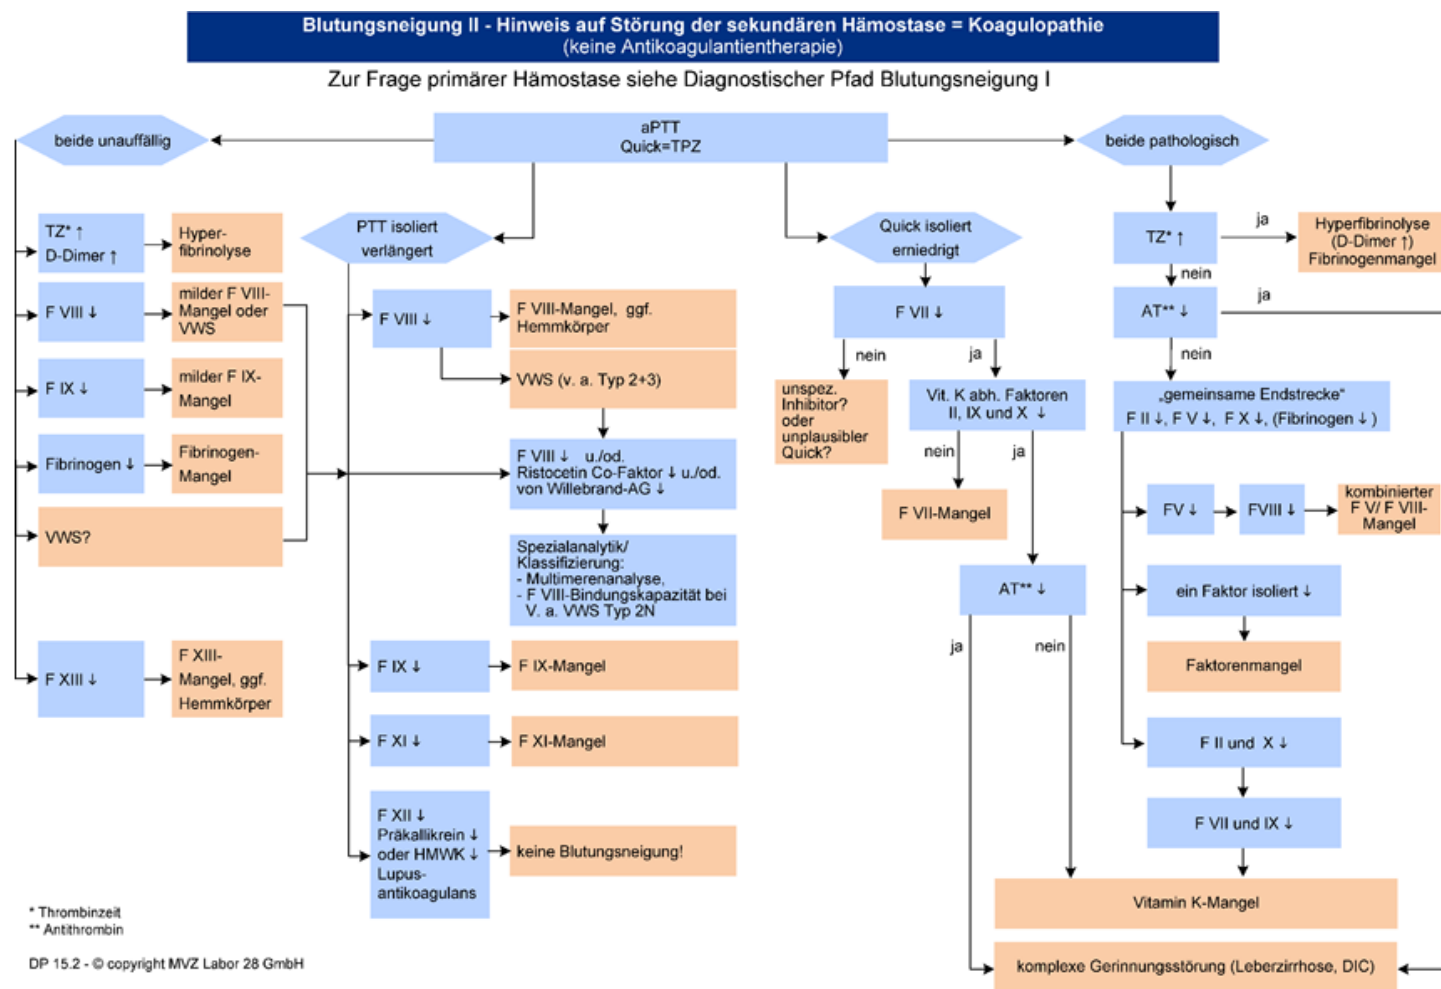 Blutungsneigung II - Hinweis auf Störung der sekundären Hämostase = Koagulopathie
(keine Antikoagulantientherapie)
Zur Frage primärer Hämostase siehe Diagnostischer Pfad Blutungsneigung I
aPTT
Quick=TPZ
beide unauffällig
TZ* ↑
D-Dimer ↑
Hyper-
fibrinolyse
F VIII ↓
milder F VIII-
Mangel oder
VWS
F IX ↓
milder F IX-
Mangel
Fibrinogen ↓
Fibrinogen-
Mangel
VWS?
F XIII ↓
F XIII-
Mangel, ggf.
Hemmkörper
PTT isoliert
verlängert
F VIII ↓
F VIII-Mangel, ggf.
Hemmkörper
VWS (v. a. Typ 2+3)
F VIII ↓ u./od.
Ristocetin Co-Faktor ↓ u./od.
von Willebrand-AG ↓
Spezialanalytik/
Klassifizierung:
- Multimerenanalyse,
- F VIII-Bindungskapazität bei
V. a. VWS Typ 2N
F IX ↓
F IX-Mangel
F XI ↓
F XI-Mangel
F XII ↓
Präkallikrein ↓
oder HMWK ↓
Lupus-
antikoagulans
keine Blutungsneigung!
Quick isoliert
erniedrigt
F VII ↓
nein
ja
unspez.
Inhibitor?
oder
unplausibler
Quick?
Vit. K abh. Faktoren
II, IX und X ↓
nein
ja
F VII-Mangel
AT** ↓
ja
nein
beide pathologisch
TZ* ↑
ja
Hyperfibrinolyse
(D-Dimer ↑)
Fibrinogenmangel
nein
AT** ↓
ja
nein
„gemeinsame Endstrecke“
F II ↓, F V ↓, F X ↓, (Fibrinogen ↓ )
FV ↓
FVIII ↓
kombinierter
F V/ F VIII-
Mangel
ein Faktor isoliert ↓
Faktorenmangel
F II und X ↓
F VII und IX ↓
Vitamin K-Mangel
komplexe Gerinnungsstörung (Leberzirrhose, DIC)
* Thrombinzeit
** Antithrombin
DP 15.2 - © copyright MVZ Labor 28 GmbH